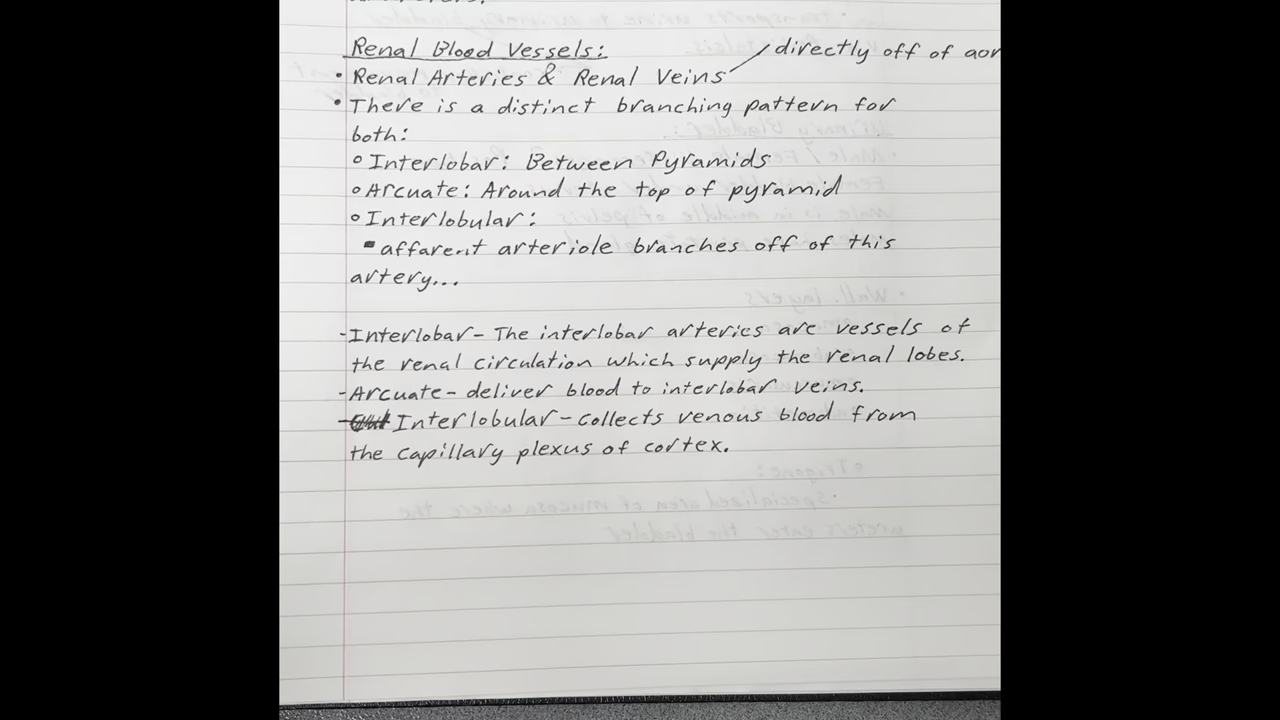 Renal Blood Vessels:
directly off of aor
• Renal Arteries & Renal Veins
• There is a distinct branching pattern for
both:
○ Interlobar: Between Pyramids
○ Arcuate: Around the top of pyramid
○ Interlobular:
▪ affarent arteriole branches off of this
artery...
- Interlobar - The interlobar arteries are vessels of
the renal circulation which supply the renal lobes.
- Arcuate - deliver blood to interlobar veins.
- Interlobular - collects venous blood from
the capillary plexus of cortex.